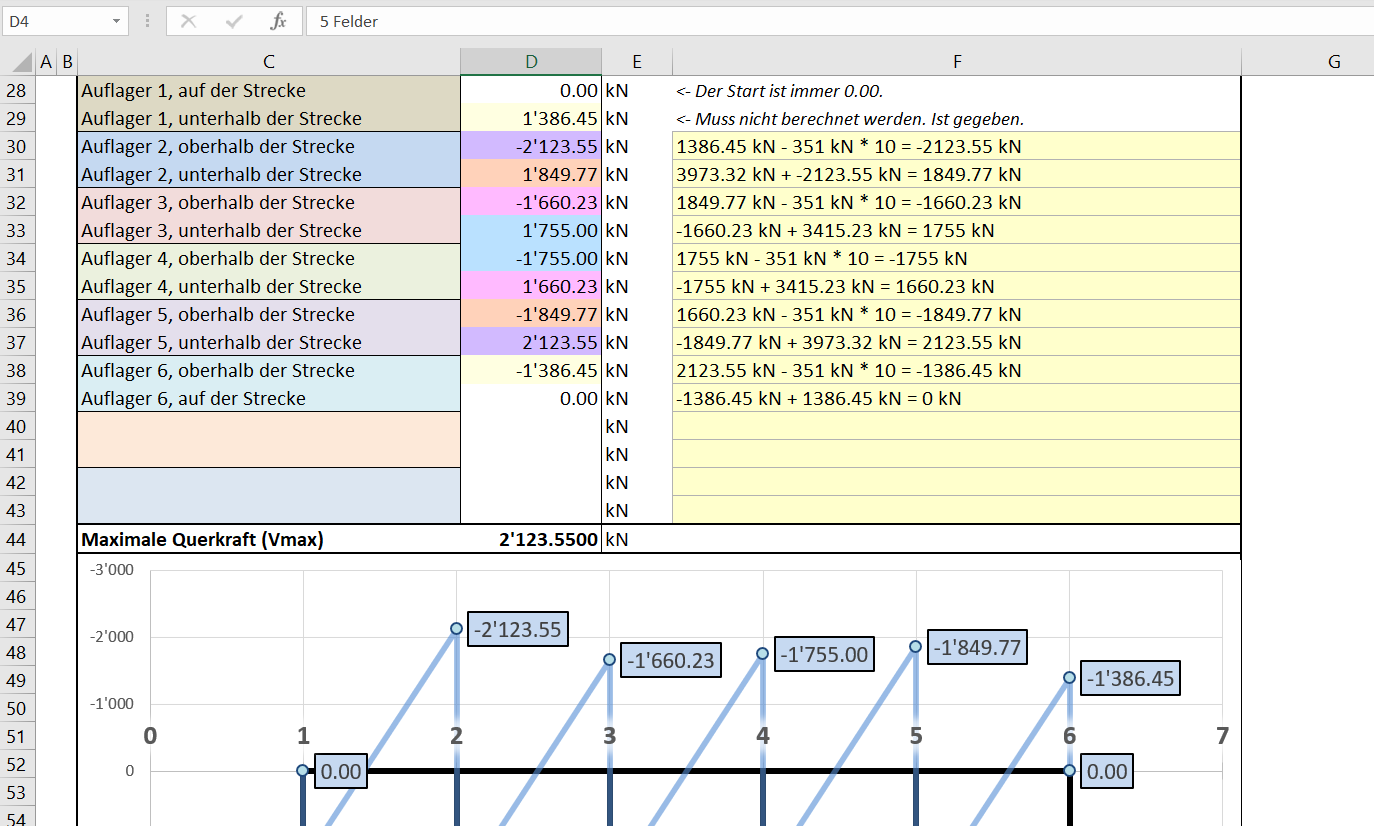 D4 fx 5 Felder
A B C D E F G
28 Auflager 1, auf der Strecke 0.00 kN <- Der Start ist immer 0.00.
29 Auflager 1, unterhalb der Strecke 1'386.45 kN <- Muss nicht berechnet werden. Ist gegeben.
30 Auflager 2, oberhalb der Strecke -2'123.55 kN 1386.45 kN - 351 kN * 10 = -2123.55 kN
31 Auflager 2, unterhalb der Strecke 1'849.77 kN 3973.32 kN + -2123.55 kN = 1849.77 kN
32 Auflager 3, oberhalb der Strecke -1'660.23 kN 1849.77 kN - 351 kN * 10 = -1660.23 kN
33 Auflager 3, unterhalb der Strecke 1'755.00 kN -1660.23 kN + 3415.23 kN = 1755 kN
34 Auflager 4, oberhalb der Strecke -1'755.00 kN 1755 kN - 351 kN * 10 = -1755 kN
35 Auflager 4, unterhalb der Strecke 1'660.23 kN -1755 kN + 3415.23 kN = 1660.23 kN
36 Auflager 5, oberhalb der Strecke -1'849.77 kN 1660.23 kN - 351 kN * 10 = -1849.77 kN
37 Auflager 5, unterhalb der Strecke 2'123.55 kN -1849.77 kN + 3973.32 kN = 2123.55 kN
38 Auflager 6, oberhalb der Strecke -1'386.45 kN 2123.55 kN - 351 kN * 10 = -1386.45 kN
39 Auflager 6, auf der Strecke 0.00 kN -1386.45 kN + 1386.45 kN = 0 kN
40 kN
41 kN
42 kN
43 kN
44 Maximale Querkraft (Vmax) 2'123.5500 kN
45 -3'000
46
47 -2'123.55
-2'000 -1'849.77
48 -1'660.23 -1'755.00
49 -1'386.45
50 -1'000
51 0 1 2 3 4 5 6 7
52 0 0.00 0.00
53
54